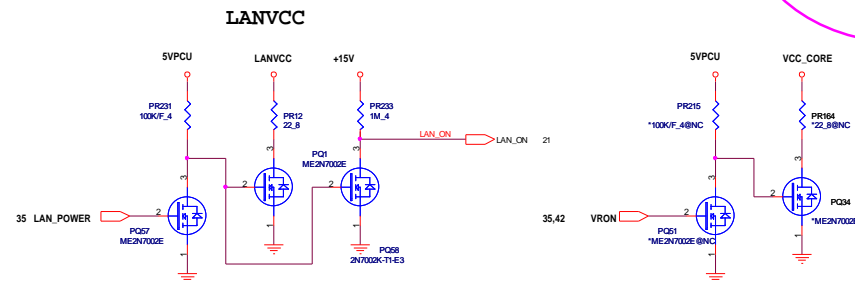 LANVCC
5VPCU
LANVCC
+15V
5VPCU
VCC_CORE
PR231
100K/F_4
PR12
22_8
PR233
1M_4
PR215
*100K/F_4@NC
PR164
*22_8@NC
LAN_ON
LAN_ON 21
3
3
3
3
3
PQ1
ME2N7002E
2
2
2
35 LAN_POWER
2
PQ57
ME2N7002E
1
1
1
PQ58
2N7002K-T1-E3
35,42 VRON
2
PQ51
*ME2N7002E@NC
2
PQ34
*ME2N7002E
1
1